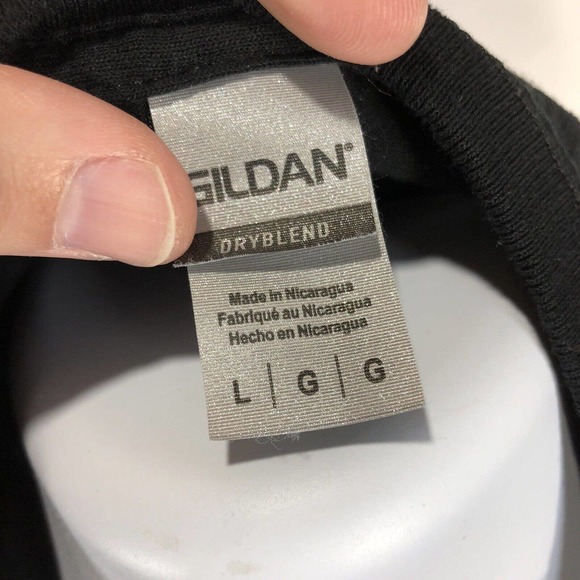 GILDAN®
DRYBLEND
Made in Nicaragua
Fabriqué au Nicaragua
Hecho en Nicaragua
L | G | G